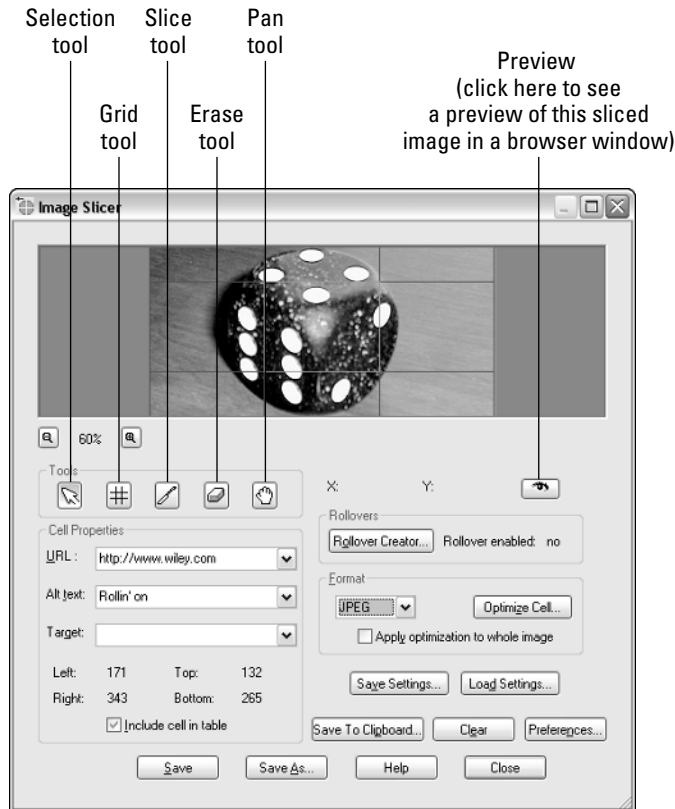 Selection
tool
Slice
tool
Pan
tool
Preview
(click here to see
a preview of this sliced
image in a browser window)
Grid
tool
Erase
tool
Image Slicer
60%
Tools
X:
Y:
Cell Properties
URL :
http://www.wiley.com
Alt text:
Rollin' on
Target:
Left:
171
Top:
132
Right:
343
Bottom:
265
Include cell in table
Rollovers
Rollover Creator...
Rollover enabled: no
Format
JPEG
Optimize Cell...
Apply optimization to whole image
Save Settings...
Load Settings...
Save To Clipboard...
Clear
Preferences...
Save
Save As...
Help
Close